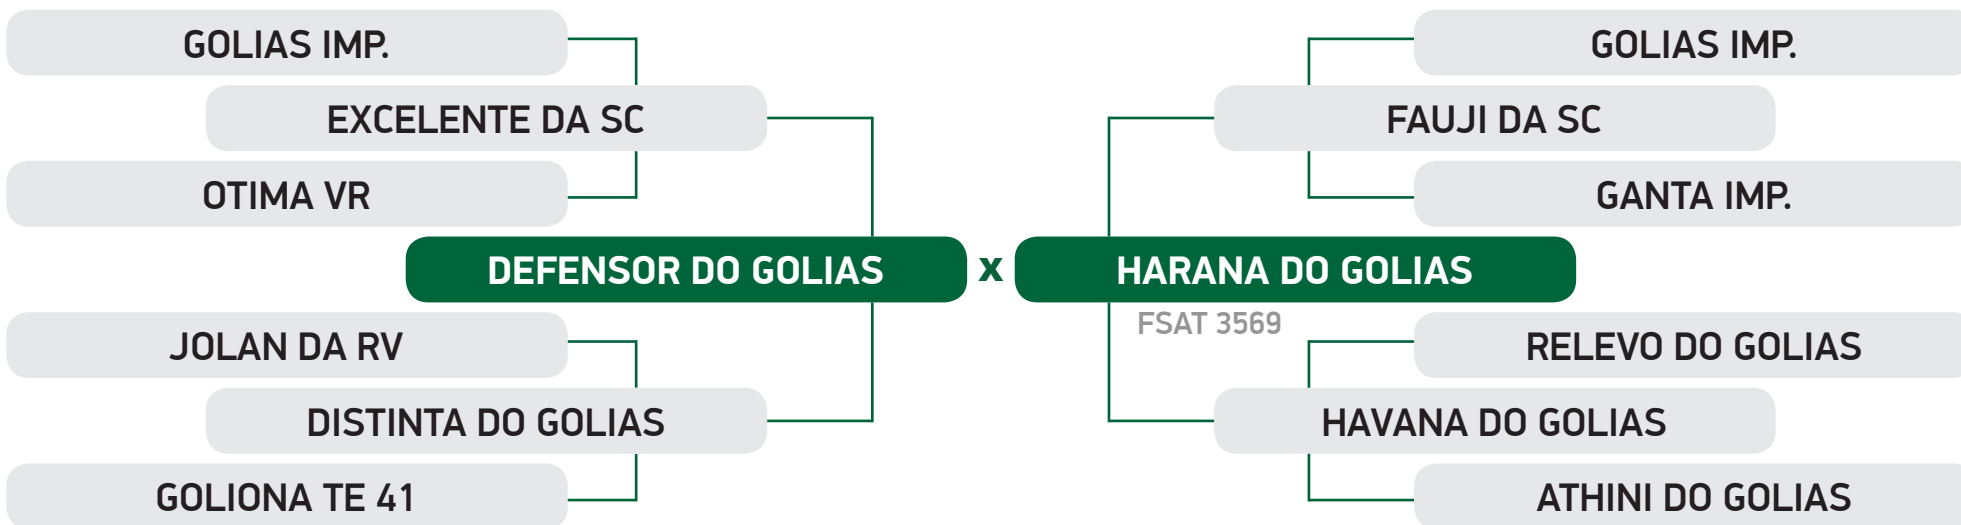 GOLIAS IMP.
GOLIAS IMP.
EXCELENTE DA SC
FAUJI DA SC
OTIMA VR
GANTA IMP.
DEFENSOR DO GOLIAS x HARANA DO GOLIAS
FSAT 3569
JOLAN DA RV
RELEVO DO GOLIAS
DISTINTA DO GOLIAS
HAVANA DO GOLIAS
GOLIONA TE 41
ATHINI DO GOLIAS